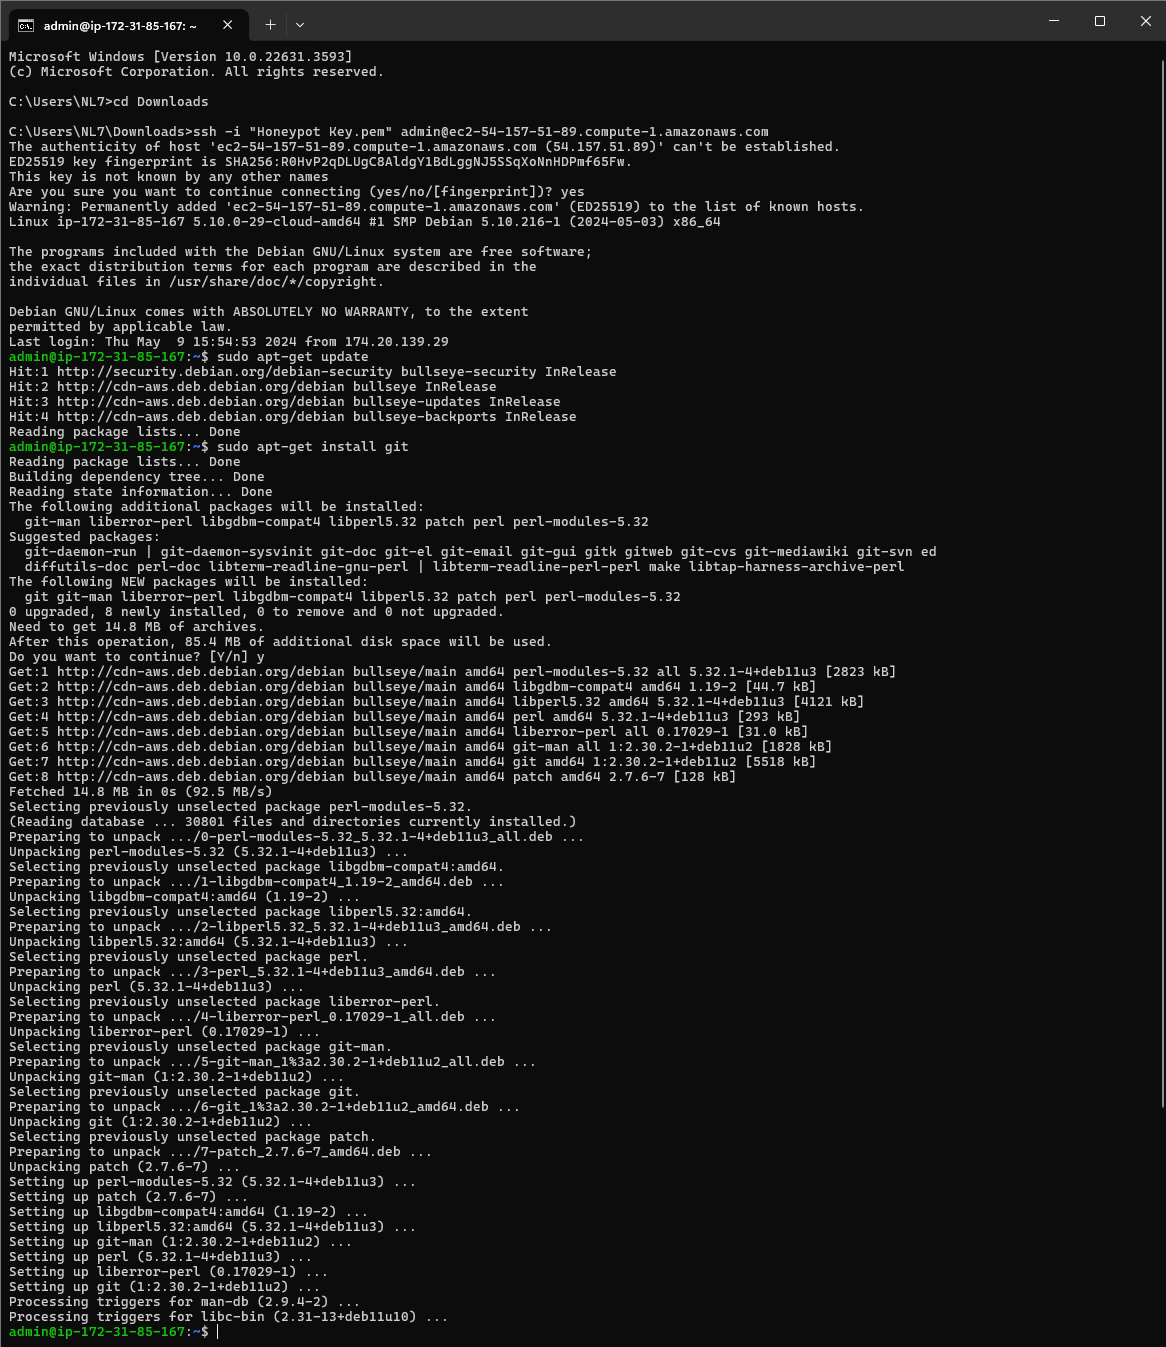 admin@ip-172-31-85-167: ~
Microsoft Windows [Version 10.0.22631.3593]
(c) Microsoft Corporation. All rights reserved.
C:\Users\NL7>cd Downloads
C:\Users\NL7\Downloads>ssh -i "Honeypot Key.pem" admin@ec2-54-157-51-89.compute-1.amazonaws.com
The authenticity of host 'ec2-54-157-51-89.compute-1.amazonaws.com (54.157.51.89)' can't be established.
ED25519 key fingerprint is SHA256:R0HvP2qDLUgC8AldgY1BdLggNJ5SSqXoNnHDPmf65Fw.
This key is not known by any other names
Are you sure you want to continue connecting (yes/no/[fingerprint])? yes
Warning: Permanently added 'ec2-54-157-51-89.compute-1.amazonaws.com' (ED25519) to the list of known hosts.
Linux ip-172-31-85-167 5.10.0-29-cloud-amd64 #1 SMP Debian 5.10.216-1 (2024-05-03) x86_64
The programs included with the Debian GNU/Linux system are free software;
the exact distribution terms for each program are described in the
individual files in /usr/share/doc/*/copyright.
Debian GNU/Linux comes with ABSOLUTELY NO WARRANTY, to the extent
permitted by applicable law.
Last login: Thu May  9 15:54:53 2024 from 174.20.139.29
admin@ip-172-31-85-167:~$ sudo apt-get update
Hit:1 http://security.debian.org/debian-security bullseye-security InRelease
Hit:2 http://cdn-aws.deb.debian.org/debian bullseye InRelease
Hit:3 http://cdn-aws.deb.debian.org/debian bullseye-updates InRelease
Hit:4 http://cdn-aws.deb.debian.org/debian bullseye-backports InRelease
Reading package lists... Done
admin@ip-172-31-85-167:~$ sudo apt-get install git
Reading package lists... Done
Building dependency tree... Done
Reading state information... Done
The following additional packages will be installed:
  git-man liberror-perl libgdbm-compat4 libperl5.32 patch perl perl-modules-5.32
Suggested packages:
  git-daemon-run | git-daemon-sysvinit git-doc git-el git-email git-gui gitk gitweb git-cvs git-mediawiki git-svn ed
  diffutils-doc perl-doc libterm-readline-gnu-perl | libterm-readline-perl-perl make libtap-harness-archive-perl
The following NEW packages will be installed:
  git git-man liberror-perl libgdbm-compat4 libperl5.32 patch perl perl-modules-5.32
0 upgraded, 8 newly installed, 0 to remove and 0 not upgraded.
Need to get 14.8 MB of archives.
After this operation, 85.4 MB of additional disk space will be used.
Do you want to continue? [Y/n] y
Get:1 http://cdn-aws.deb.debian.org/debian bullseye/main amd64 perl-modules-5.32 all 5.32.1-4+deb11u3 [2823 kB]
Get:2 http://cdn-aws.deb.debian.org/debian bullseye/main amd64 libgdbm-compat4 amd64 1.19-2 [44.7 kB]
Get:3 http://cdn-aws.deb.debian.org/debian bullseye/main amd64 libperl5.32 amd64 5.32.1-4+deb11u3 [4121 kB]
Get:4 http://cdn-aws.deb.debian.org/debian bullseye/main amd64 perl amd64 5.32.1-4+deb11u3 [293 kB]
Get:5 http://cdn-aws.deb.debian.org/debian bullseye/main amd64 liberror-perl all 0.17029-1 [31.0 kB]
Get:6 http://cdn-aws.deb.debian.org/debian bullseye/main amd64 git-man all 1:2.30.2-1+deb11u2 [1828 kB]
Get:7 http://cdn-aws.deb.debian.org/debian bullseye/main amd64 git amd64 1:2.30.2-1+deb11u2 [5518 kB]
Get:8 http://cdn-aws.deb.debian.org/debian bullseye/main amd64 patch amd64 2.7.6-7 [128 kB]
Fetched 14.8 MB in 0s (92.5 MB/s)
Selecting previously unselected package perl-modules-5.32.
(Reading database ... 30801 files and directories currently installed.)
Preparing to unpack .../0-perl-modules-5.32_5.32.1-4+deb11u3_all.deb ...
Unpacking perl-modules-5.32 (5.32.1-4+deb11u3) ...
Selecting previously unselected package libgdbm-compat4:amd64.
Preparing to unpack .../1-libgdbm-compat4_1.19-2_amd64.deb ...
Unpacking libgdbm-compat4:amd64 (1.19-2) ...
Selecting previously unselected package libperl5.32:amd64.
Preparing to unpack .../2-libperl5.32_5.32.1-4+deb11u3_amd64.deb ...
Unpacking libperl5.32:amd64 (5.32.1-4+deb11u3) ...
Selecting previously unselected package perl.
Preparing to unpack .../3-perl_5.32.1-4+deb11u3_amd64.deb ...
Unpacking perl (5.32.1-4+deb11u3) ...
Selecting previously unselected package liberror-perl.
Preparing to unpack .../4-liberror-perl_0.17029-1_all.deb ...
Unpacking liberror-perl (0.17029-1) ...
Selecting previously unselected package git-man.
Preparing to unpack .../5-git-man_1%3a2.30.2-1+deb11u2_all.deb ...
Unpacking git-man (1:2.30.2-1+deb11u2) ...
Selecting previously unselected package git.
Preparing to unpack .../6-git_1%3a2.30.2-1+deb11u2_amd64.deb ...
Unpacking git (1:2.30.2-1+deb11u2) ...
Selecting previously unselected package patch.
Preparing to unpack .../7-patch_2.7.6-7_amd64.deb ...
Unpacking patch (2.7.6-7) ...
Setting up perl-modules-5.32 (5.32.1-4+deb11u3) ...
Setting up patch (2.7.6-7) ...
Setting up libgdbm-compat4:amd64 (1.19-2) ...
Setting up libperl5.32:amd64 (5.32.1-4+deb11u3) ...
Setting up git-man (1:2.30.2-1+deb11u2) ...
Setting up perl (5.32.1-4+deb11u3) ...
Setting up liberror-perl (0.17029-1) ...
Setting up git (1:2.30.2-1+deb11u2) ...
Processing triggers for man-db (2.9.4-2) ...
Processing triggers for libc-bin (2.31-13+deb11u10) ...
admin@ip-172-31-85-167:~$